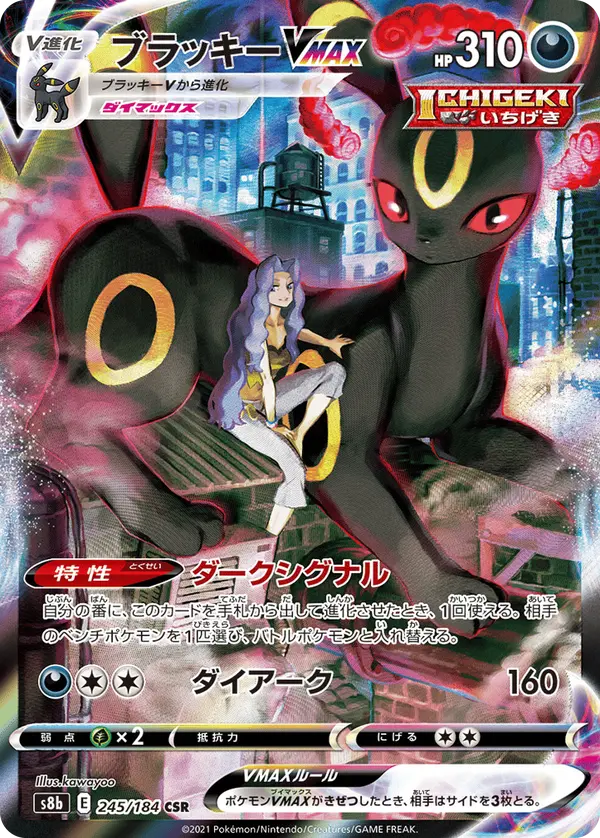 V進化
ブラッキーVMAX
HP 310
ブラッキーVから進化
ダイマックス
ICHIGEKI
いちげき
特性 とくせい ダークシグナル
自分の番に、このカードを手札から出して進化させたとき、1回使える。相手
のベンチポケモンを1匹選び、バトルポケモンと入れ替える。
ダイアーク 160
弱点 ×2 抵抗力 にげる
Illus.kawayoo
s8b E 245/184 CSR
VMAXルール
ポケモンVMAXがきぜつしたとき、相手はサイドを3枚とる。
©2021 Pokémon/Nintendo/Creatures/GAME FREAK.